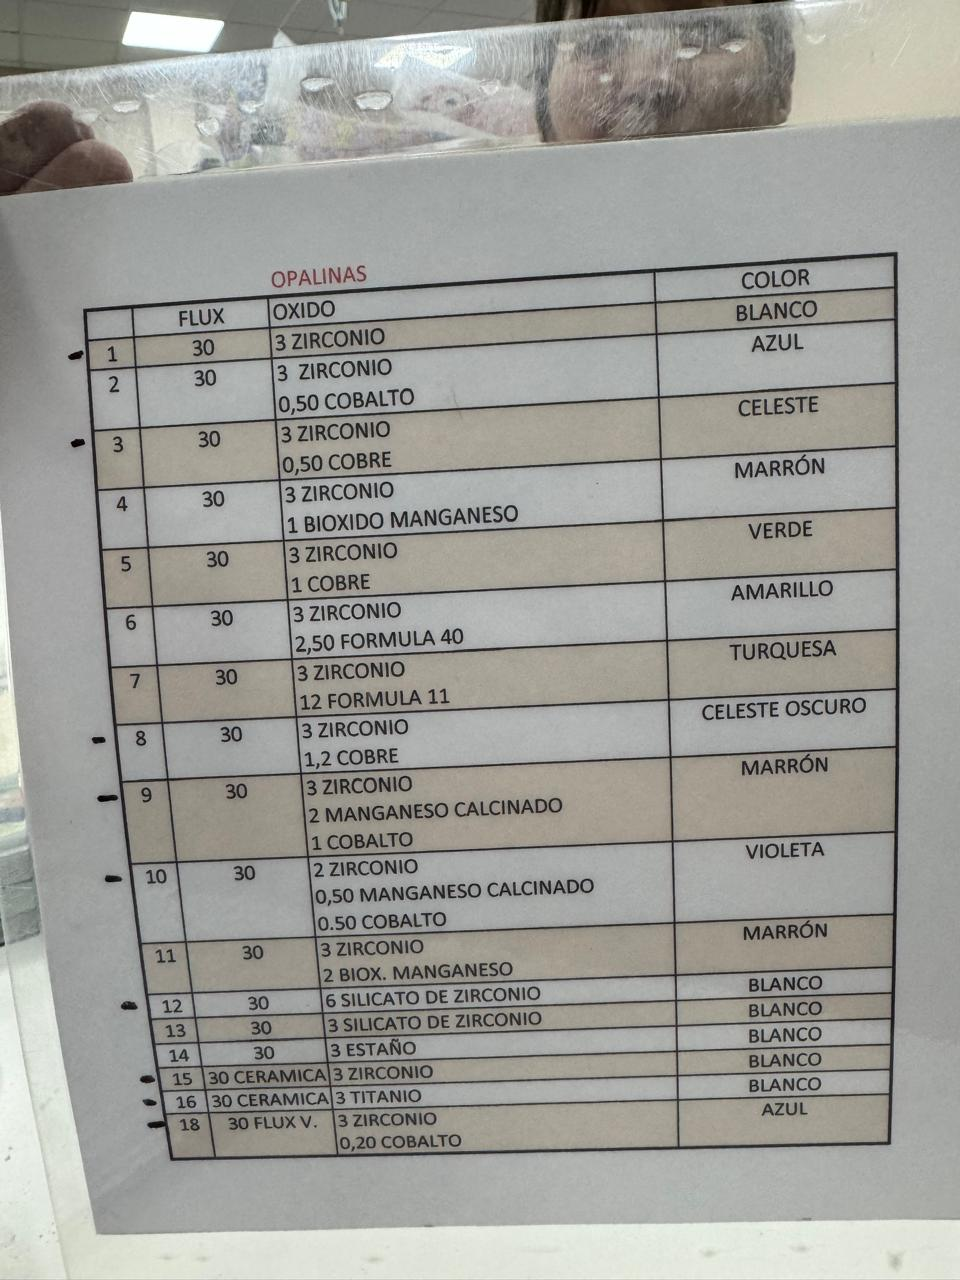 OPALINAS
FLUX OXIDO COLOR
1 30 3 ZIRCONIO BLANCO
2 30 3 ZIRCONIO AZUL
0,50 COBALTO
3 30 3 ZIRCONIO CELESTE
0,50 COBRE
4 30 3 ZIRCONIO MARRÓN
1 BIOXIDO MANGANESO
5 30 3 ZIRCONIO VERDE
1 COBRE
6 30 3 ZIRCONIO AMARILLO
2,50 FORMULA 40
7 30 3 ZIRCONIO TURQUESA
12 FORMULA 11
8 30 3 ZIRCONIO CELESTE OSCURO
1,2 COBRE
9 30 3 ZIRCONIO MARRÓN
2 MANGANESO CALCINADO
1 COBALTO
10 30 2 ZIRCONIO VIOLETA
0,50 MANGANESO CALCINADO
0.50 COBALTO
11 30 3 ZIRCONIO MARRÓN
2 BIOX. MANGANESO
12 30 6 SILICATO DE ZIRCONIO BLANCO
13 30 3 SILICATO DE ZIRCONIO BLANCO
14 30 3 ESTAÑO BLANCO
15 30 CERAMICA 3 ZIRCONIO BLANCO
16 30 CERAMICA 3 TITANIO BLANCO
18 30 FLUX V. 3 ZIRCONIO AZUL
0,20 COBALTO